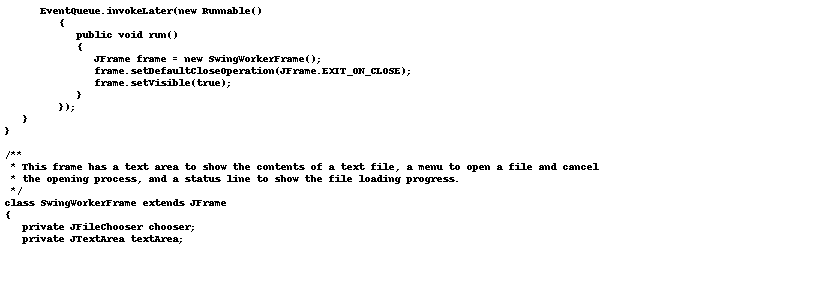 EventQueue.invokeLater(new Runnable()
{
public void run()
{
JFrame frame = new SwingWorkerFrame();
frame.setDefaultCloseOperation(JFrame.EXIT_ON_CLOSE);
frame.setVisible(true);
}
});
}
}
/**
* This frame has a text area to show the contents of a text file, a menu to open a file and cancel
* the opening process, and a status line to show the file loading progress.
*/
class SwingWorkerFrame extends JFrame
{
private JFileChooser chooser;
private JTextArea textArea;